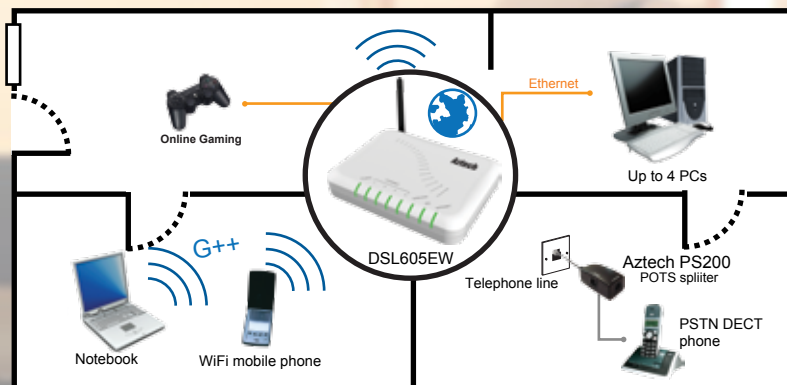 Ethernet
Online Gaming
Aztech
Up to 4 PCs
DSL605EW
G++
Telephone line
Aztech PS200
POTS spliiter
PSTN DECT
phone
Notebook
WiFi mobile phone